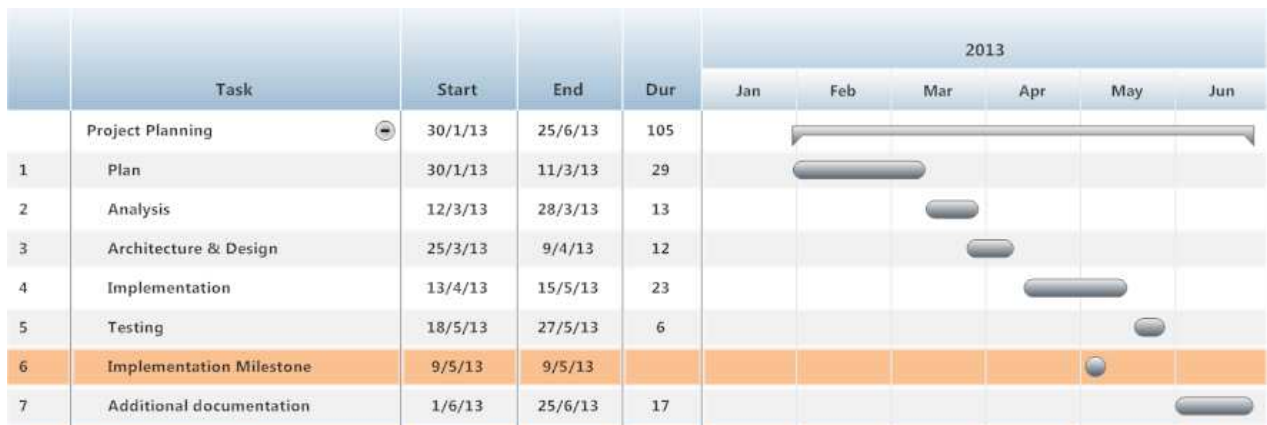 2013
Task Start End Dur Jan Feb Mar Apr May Jun
Project Planning 30/1/13 25/6/13 105
1 Plan 30/1/13 11/3/13 29
2 Analysis 12/3/13 28/3/13 13
3 Architecture & Design 25/3/13 9/4/13 12
4 Implementation 13/4/13 15/5/13 23
5 Testing 18/5/13 27/5/13 6
6 Implementation Milestone 9/5/13 9/5/13
7 Additional documentation 1/6/13 25/6/13 17